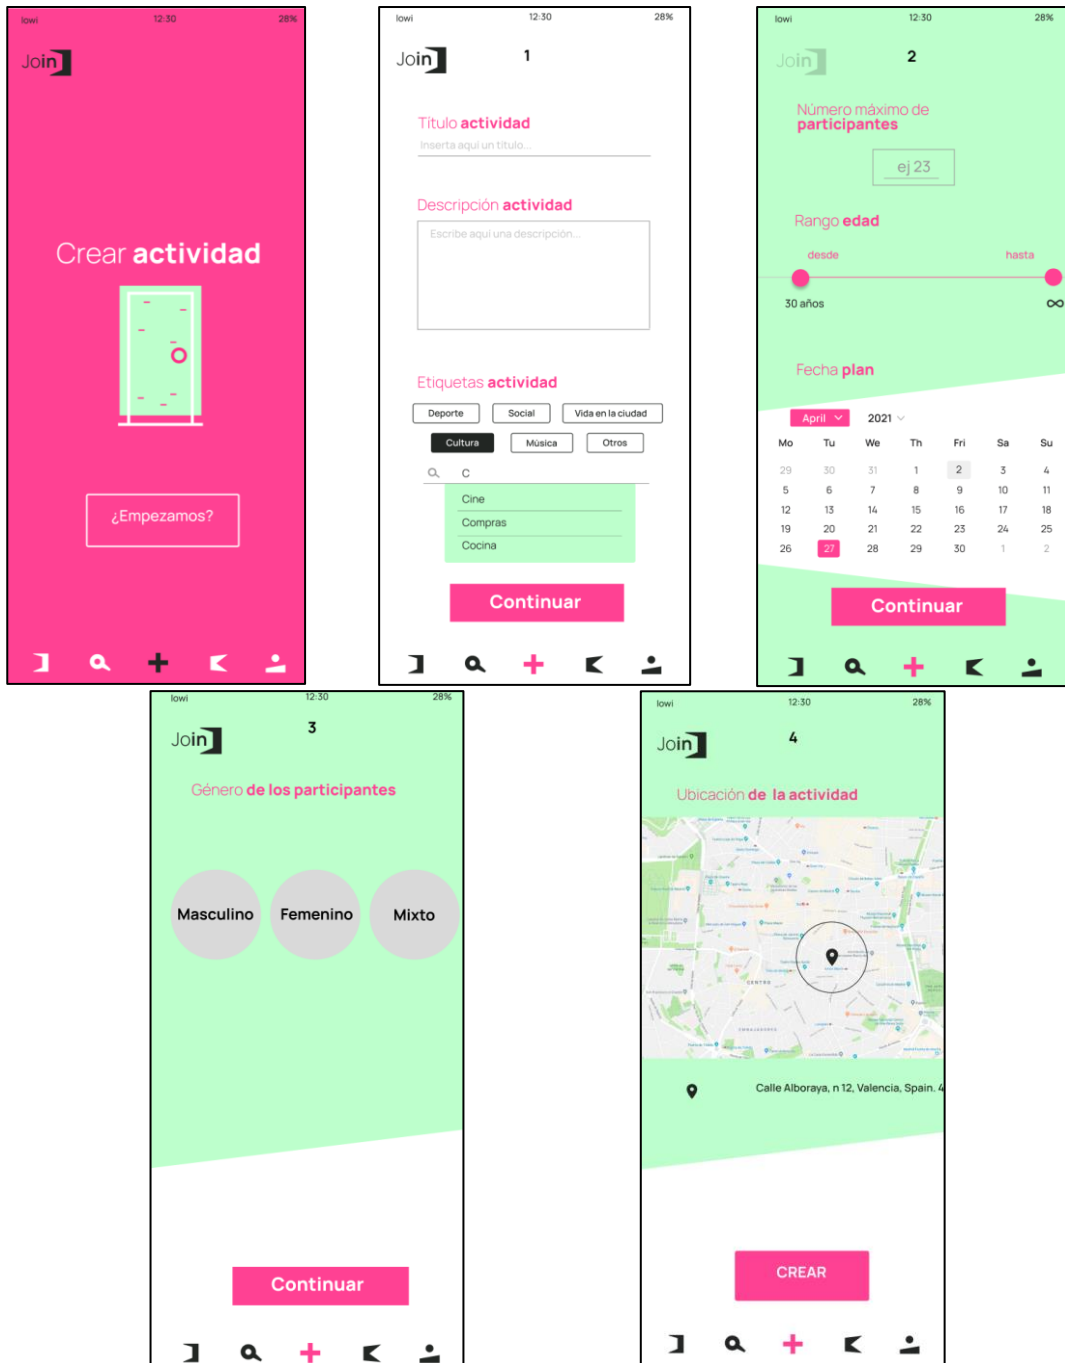 lowi 12:30 28%
Join
Crear actividad
¿Empezamos?
lowi 12:30 28%
Join 1
Título actividad
Inserta aquí un título...
Descripción actividad
Escribe aquí una descripción...
Etiquetas actividad
Deporte Social Vida en la ciudad
Cultura Música Otros
C
Cine
Compras
Cocina
Continuar
lowi 12:30 28%
Join 2
Número máximo de
participantes
ej 23
Rango edad
desde hasta
30 años ∞
Fecha plan
April 2021
Mo Tu We Th Fri Sa Su
29 30 31 1 2 3 4
5 6 7 8 9 10 11
12 13 14 15 16 17 18
19 20 21 22 23 24 25
26 27 28 29 30 1 2
Continuar
lowi 12:30 28%
Join 3
Género de los participantes
Masculino Femenino Mixto
Continuar
lowi 12:30 28%
Join 4
Ubicación de la actividad
CENTRO
Calle Alboraya, n 12, Valencia, Spain. 4
CREAR